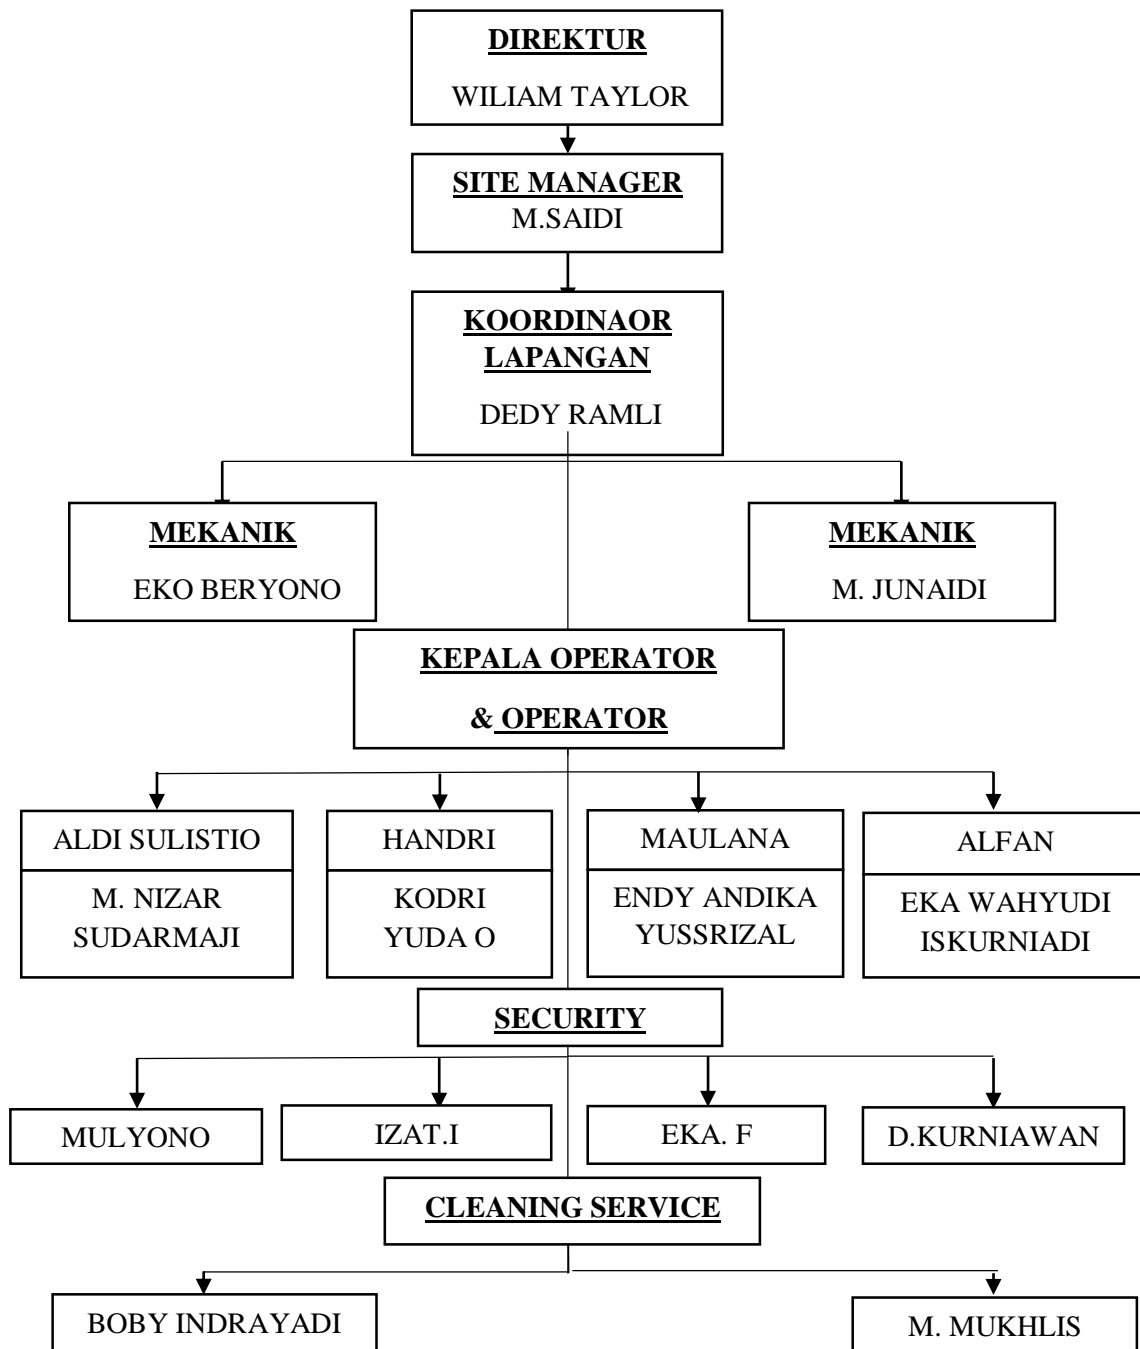 DIREKTUR
WILIAM TAYLOR
SITE MANAGER
M.SAIDI
KOORDINAOR
LAPANGAN
DEDY RAMLI
MEKANIK
EKO BERYONO
MEKANIK
M. JUNAIDI
KEPALA OPERATOR
& OPERATOR
ALDI SULISTIO
M. NIZAR
SUDARMAJI
HANDRI
KODRI
YUDA O
MAULANA
ENDY ANDIKA
YUSSRIZAL
ALFAN
EKA WAHYUDI
ISKURNIADI
SECURITY
MULYONO
IZAT.I
EKA. F
D.KURNIAWAN
CLEANING SERVICE
BOBY INDRAYADI
M. MUKHLIS